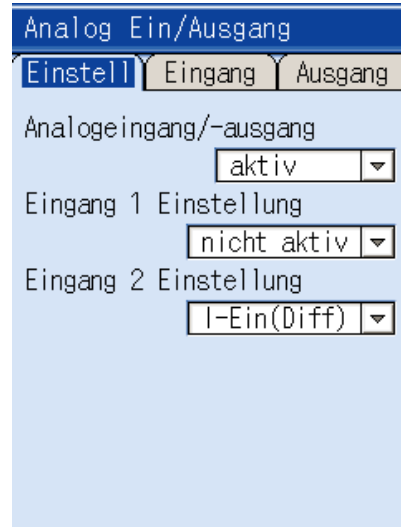 Analog Ein/Ausgang
Einstell Eingang Ausgang
Analogeingang/-ausgang
aktiv
Eingang 1 Einstellung
nicht aktiv
Eingang 2 Einstellung
I-Ein(Diff)